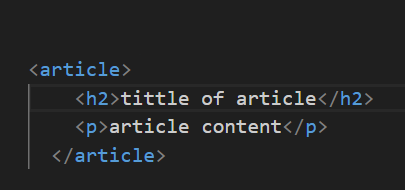 <article>
<h2>tittle of article</h2>
<p>article content</p>
</article>